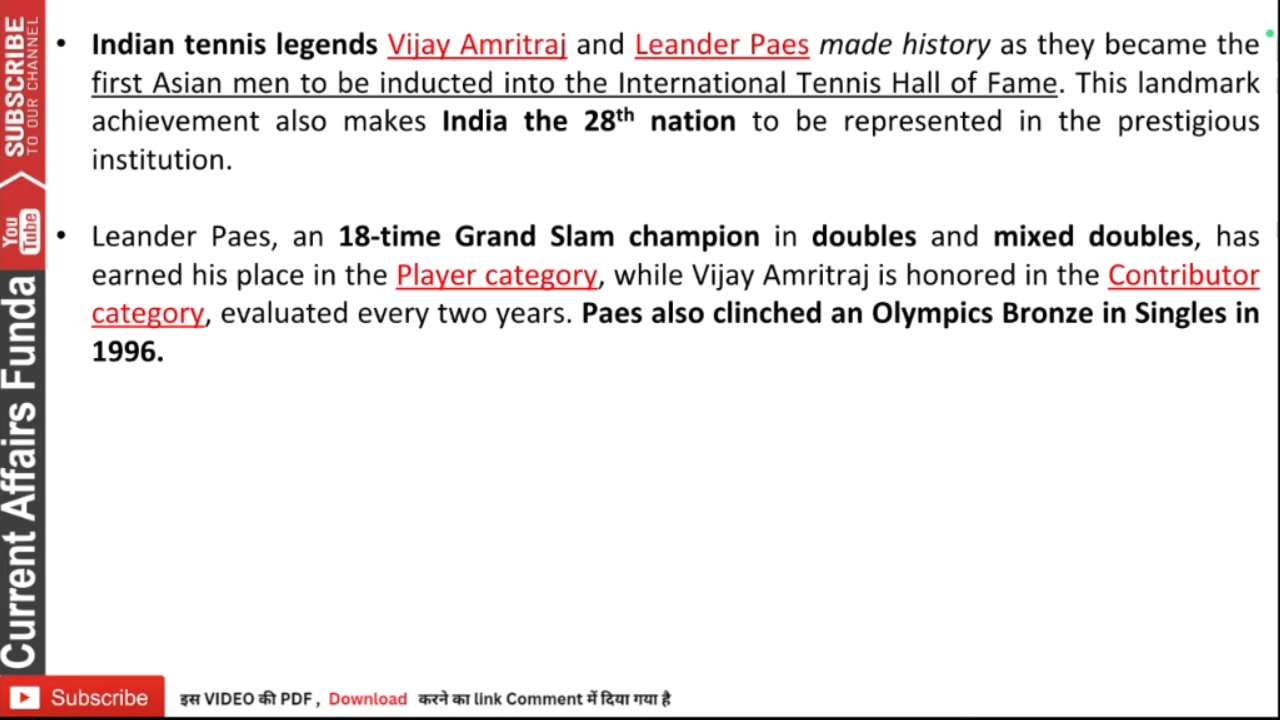 • Indian tennis legends Vijay Amritraj and Leander Paes made history as they became the
first Asian men to be inducted into the International Tennis Hall of Fame. This landmark
achievement also makes India the 28th nation to be represented in the prestigious
institution.
• Leander Paes, an 18-time Grand Slam champion in doubles and mixed doubles, has
earned his place in the Player category, while Vijay Amritraj is honored in the Contributor
category, evaluated every two years. Paes also clinched an Olympics Bronze in Singles in
1996.
SUBSCRIBE
TO OUR CHANNEL
You
Tube
Current Affairs Funda
Subscribe
इस VIDEO की PDF , Download करने का link Comment में दिया गया है